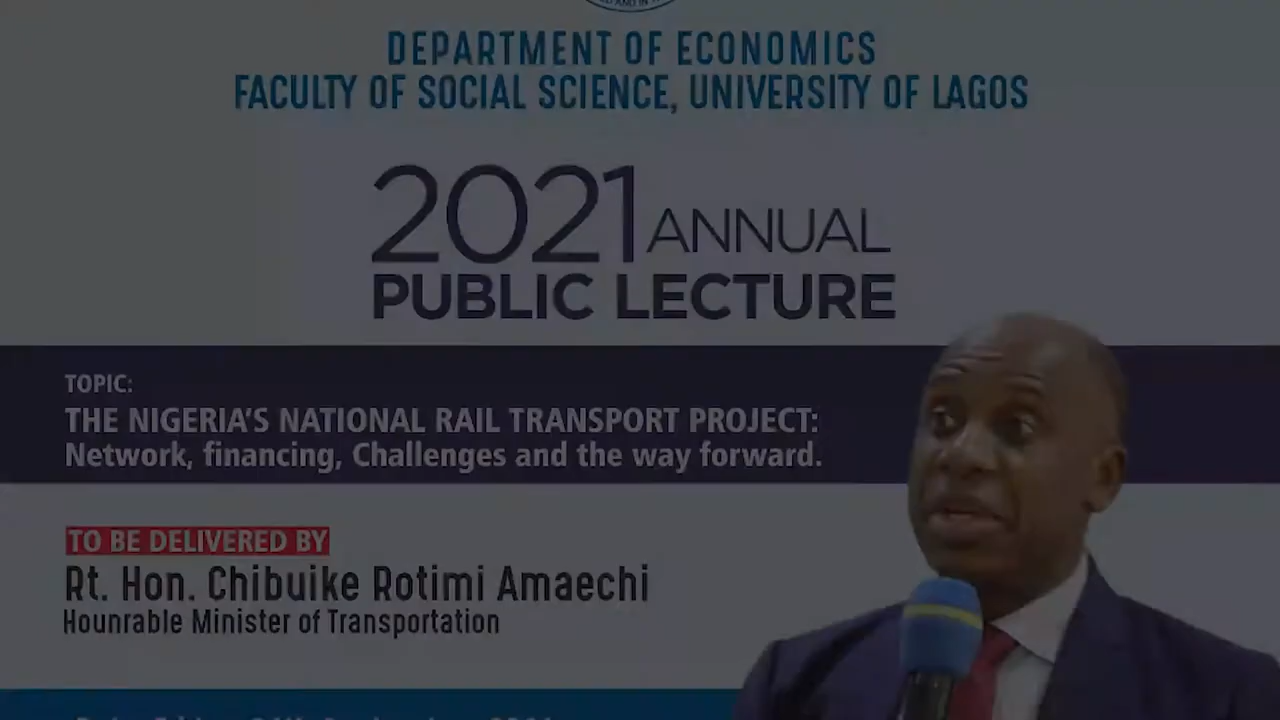 DEPARTMENT OF ECONOMICS
FACULTY OF SOCIAL SCIENCE, UNIVERSITY OF LAGOS
2021 ANNUAL
PUBLIC LECTURE
TOPIC:
THE NIGERIA'S NATIONAL RAIL TRANSPORT PROJECT:
Network, financing, Challenges and the way forward.
TO BE DELIVERED BY
Rt. Hon. Chibuike Rotimi Amaechi
Hounrable Minister of Transportation